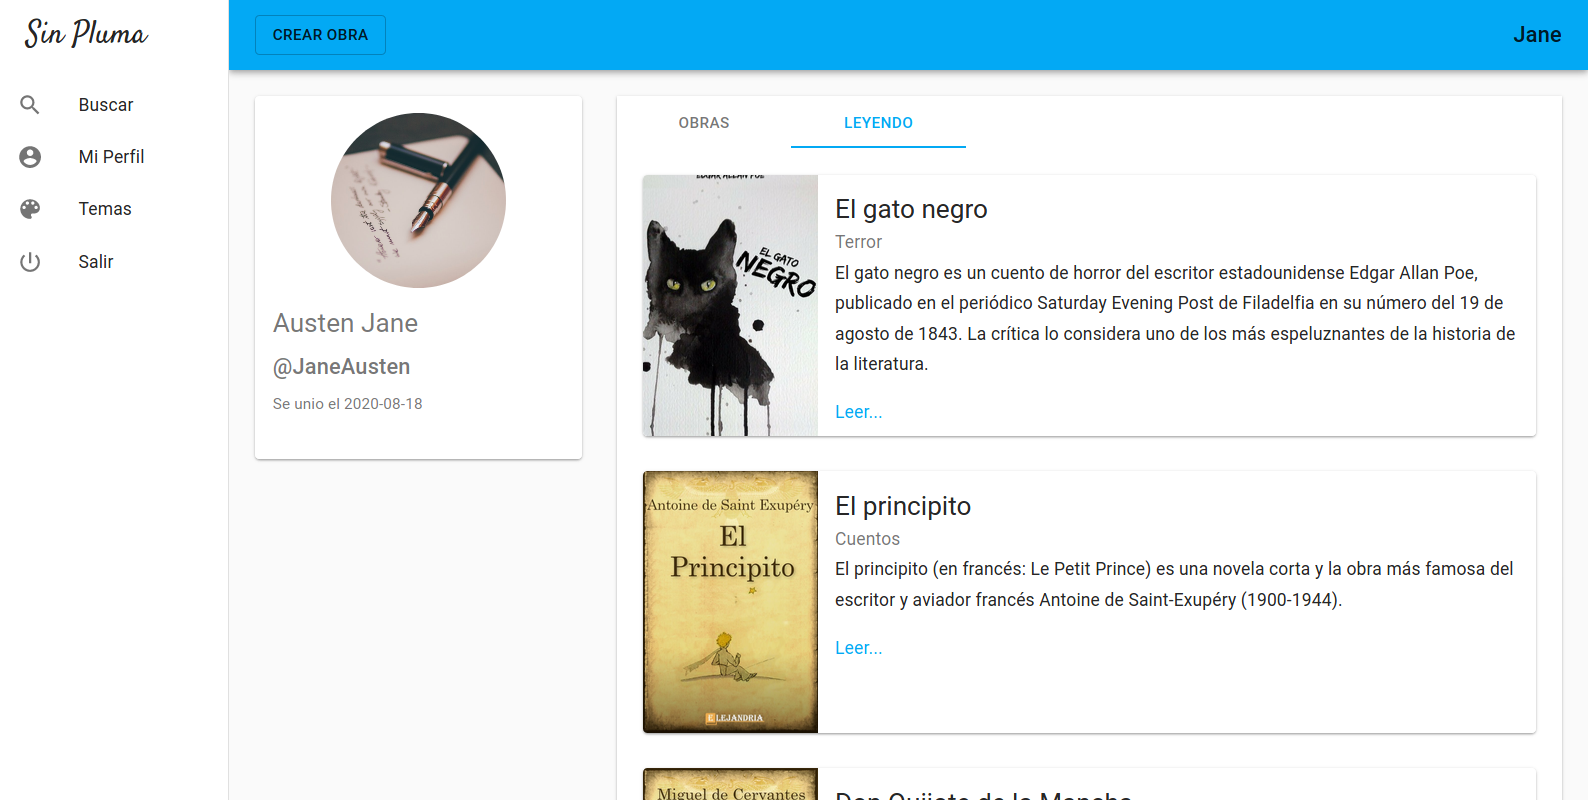 Sin Pluma
CREAR OBRA
Jane
Buscar
Mi Perfil
Temas
Salir
Austen Jane
@JaneAusten
Se unio el 2020-08-18
OBRAS
LEYENDO
EDGAR ALLAN POE
EL GATO
NEGRO
El gato negro
Terror
El gato negro es un cuento de horror del escritor estadounidense Edgar Allan Poe,
publicado en el periódico Saturday Evening Post de Filadelfia en su número del 19 de
agosto de 1843. La crítica lo considera uno de los más espeluznantes de la historia de
la literatura.
Leer...
Antoine de Saint Exupéry
El
Principito
ELEJANDRIA
El principito
Cuentos
El principito (en francés: Le Petit Prince) es una novela corta y la obra más famosa del
escritor y aviador francés Antoine de Saint-Exupéry (1900-1944).
Leer...
Miguel de Cervantes
Don Quijote de la Mancha